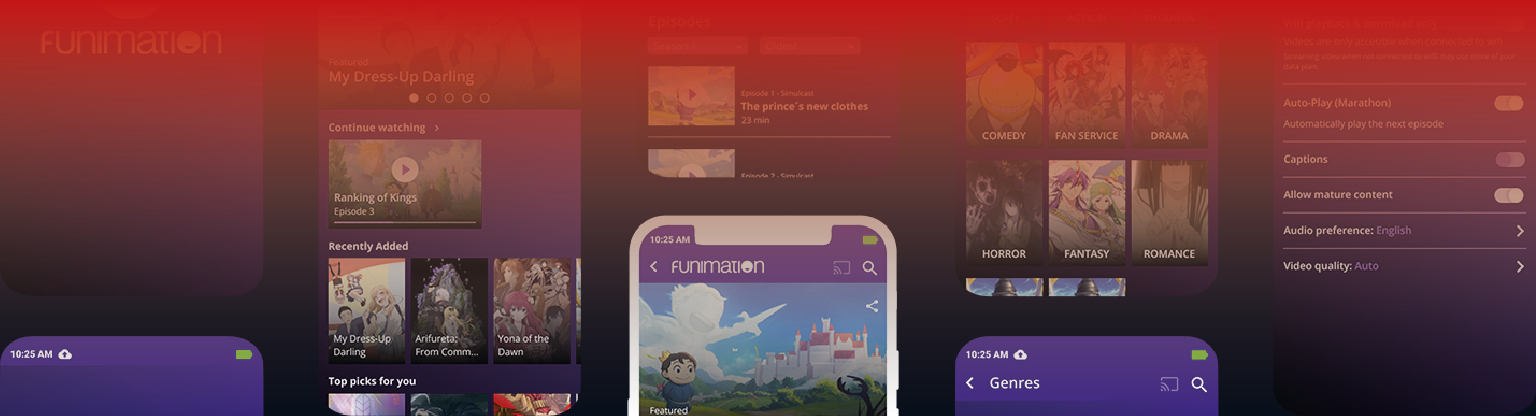 funimation
10:25 AM
Featured
My Dress-Up Darling
Continue watching
Ranking of Kings
Episode 3
Recently Added
My Dress-Up
Darling
Arifureta:
From Comm...
Yona of the
Dawn
Top picks for you
Episodes
Season 1
Episode 1 - Simulcast
The prince's new clothes
23 min
Episode 2 - Simulcast
10:25 AM
funimation
Featured
COMEDY
FAN SERVICE
DRAMA
HORROR
FANTASY
ROMANCE
10:25 AM
Genres
Videos are only accessible when connected to wifi
Auto-Play (Marathon)
Automatically play the next episode
Captions
Allow mature content
Audio preference: English
Video quality: Auto